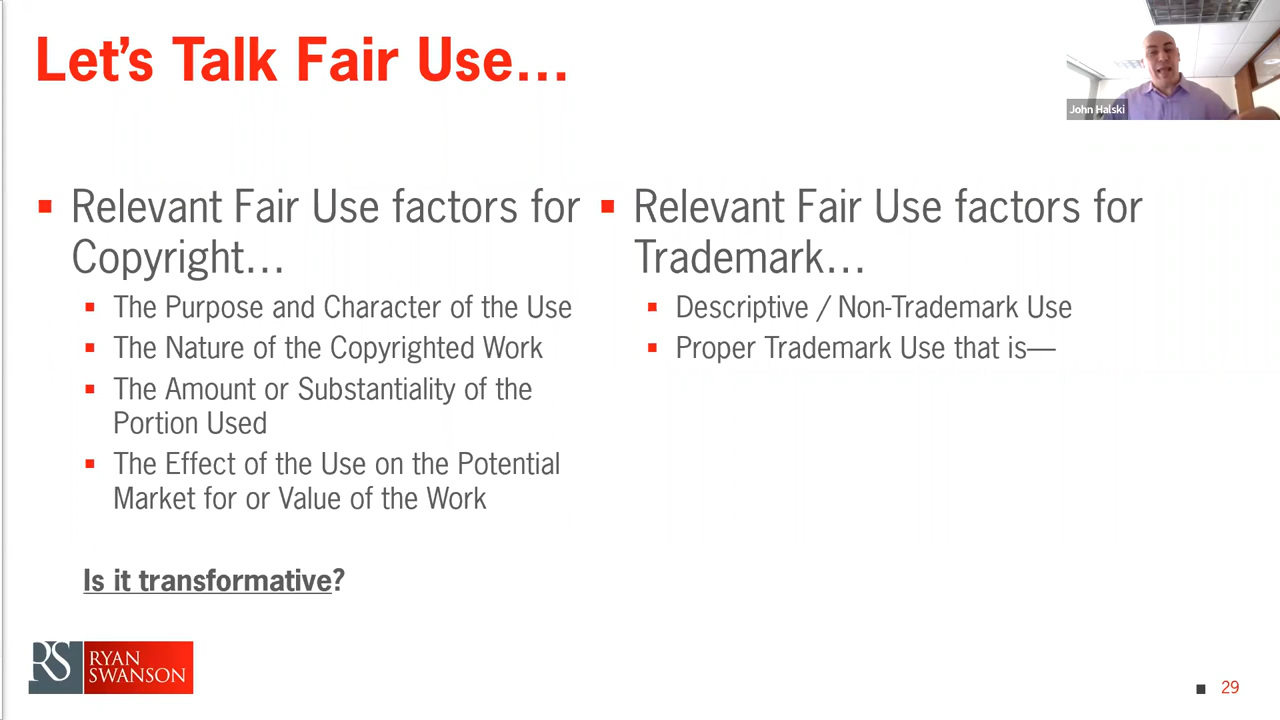 Let's Talk Fair Use...
John Halski
Relevant Fair Use factors for
Copyright...
The Purpose and Character of the Use
The Nature of the Copyrighted Work
The Amount or Substantiality of the
Portion Used
The Effect of the Use on the Potential
Market for or Value of the Work
Is it transformative?
Relevant Fair Use factors for
Trademark...
Descriptive / Non-Trademark Use
Proper Trademark Use that is—
RS
RYAN
SWANSON
29